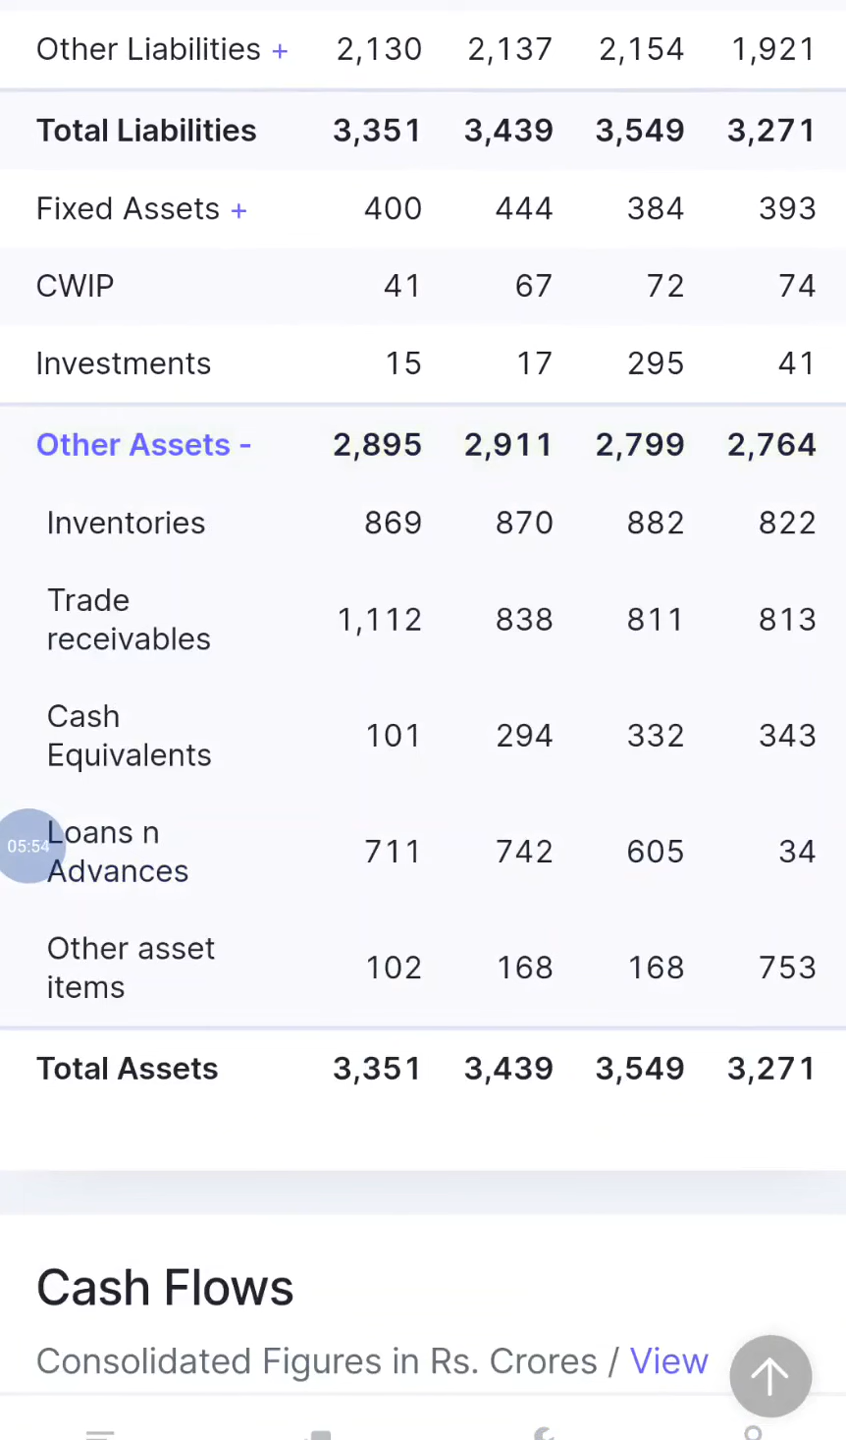 Other Liabilities + 2,130 2,137 2,154 1,921
Total Liabilities 3,351 3,439 3,549 3,271
Fixed Assets + 400 444 384 393
CWIP 41 67 72 74
Investments 15 17 295 41
Other Assets - 2,895 2,911 2,799 2,764
Inventories 869 870 882 822
Trade
receivables 1,112 838 811 813
Cash
Equivalents 101 294 332 343
05:54
Loans n
Advances 711 742 605 34
Other asset
items 102 168 168 753
Total Assets 3,351 3,439 3,549 3,271
Cash Flows
Consolidated Figures in Rs. Crores / View